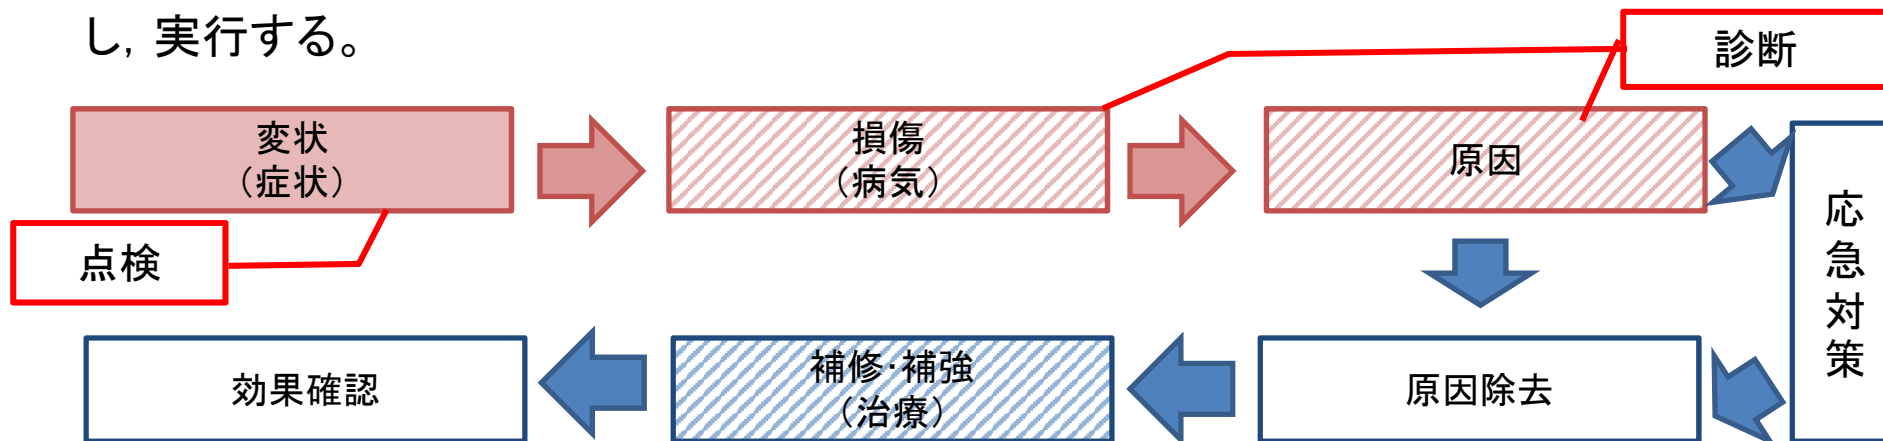 し，実行する。
診断
変状
（症状）
損傷
（病気）
原因
点検
応急対策
効果確認
補修・補強
（治療）
原因除去